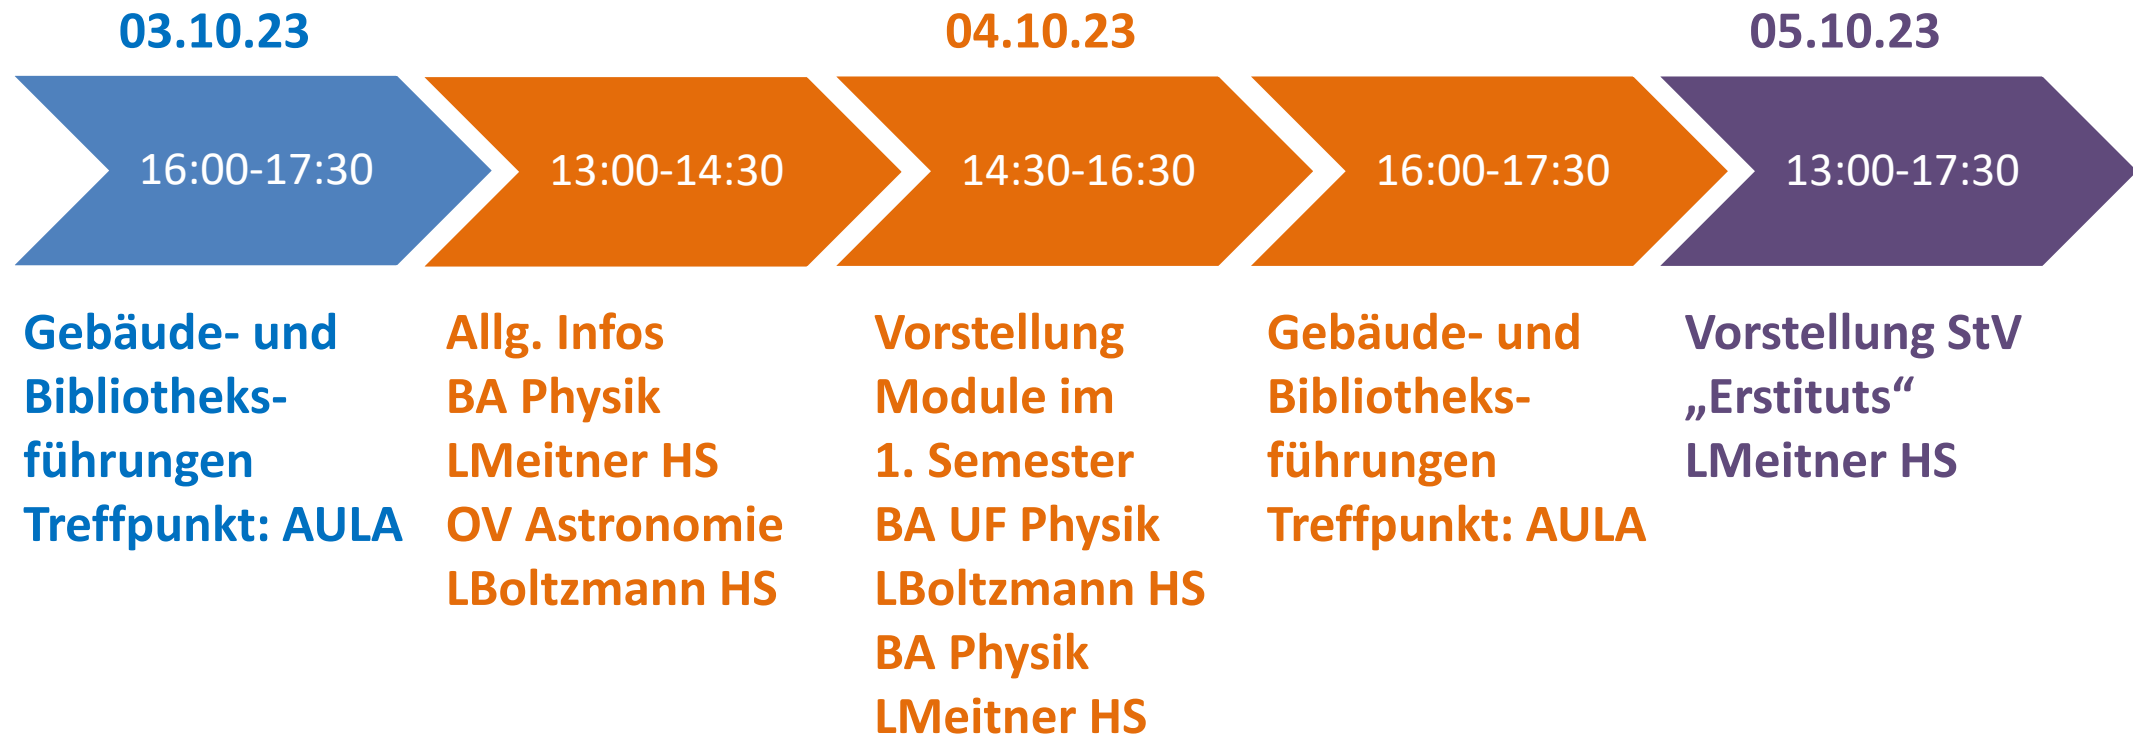 03.10.23
04.10.23
05.10.23
16:00-17:30
13:00-14:30
14:30-16:30
16:00-17:30
13:00-17:30
Gebäude- und
Bibliotheks-
führungen
Treffpunkt: AULA
Allg. Infos
BA Physik
LMeitner HS
OV Astronomie
LBoltzmann HS
Vorstellung
Module im
1. Semester
BA UF Physik
LBoltzmann HS
BA Physik
LMeitner HS
Gebäude- und
Bibliotheks-
führungen
Treffpunkt: AULA
Vorstellung StV
„Erstituts“
LMeitner HS